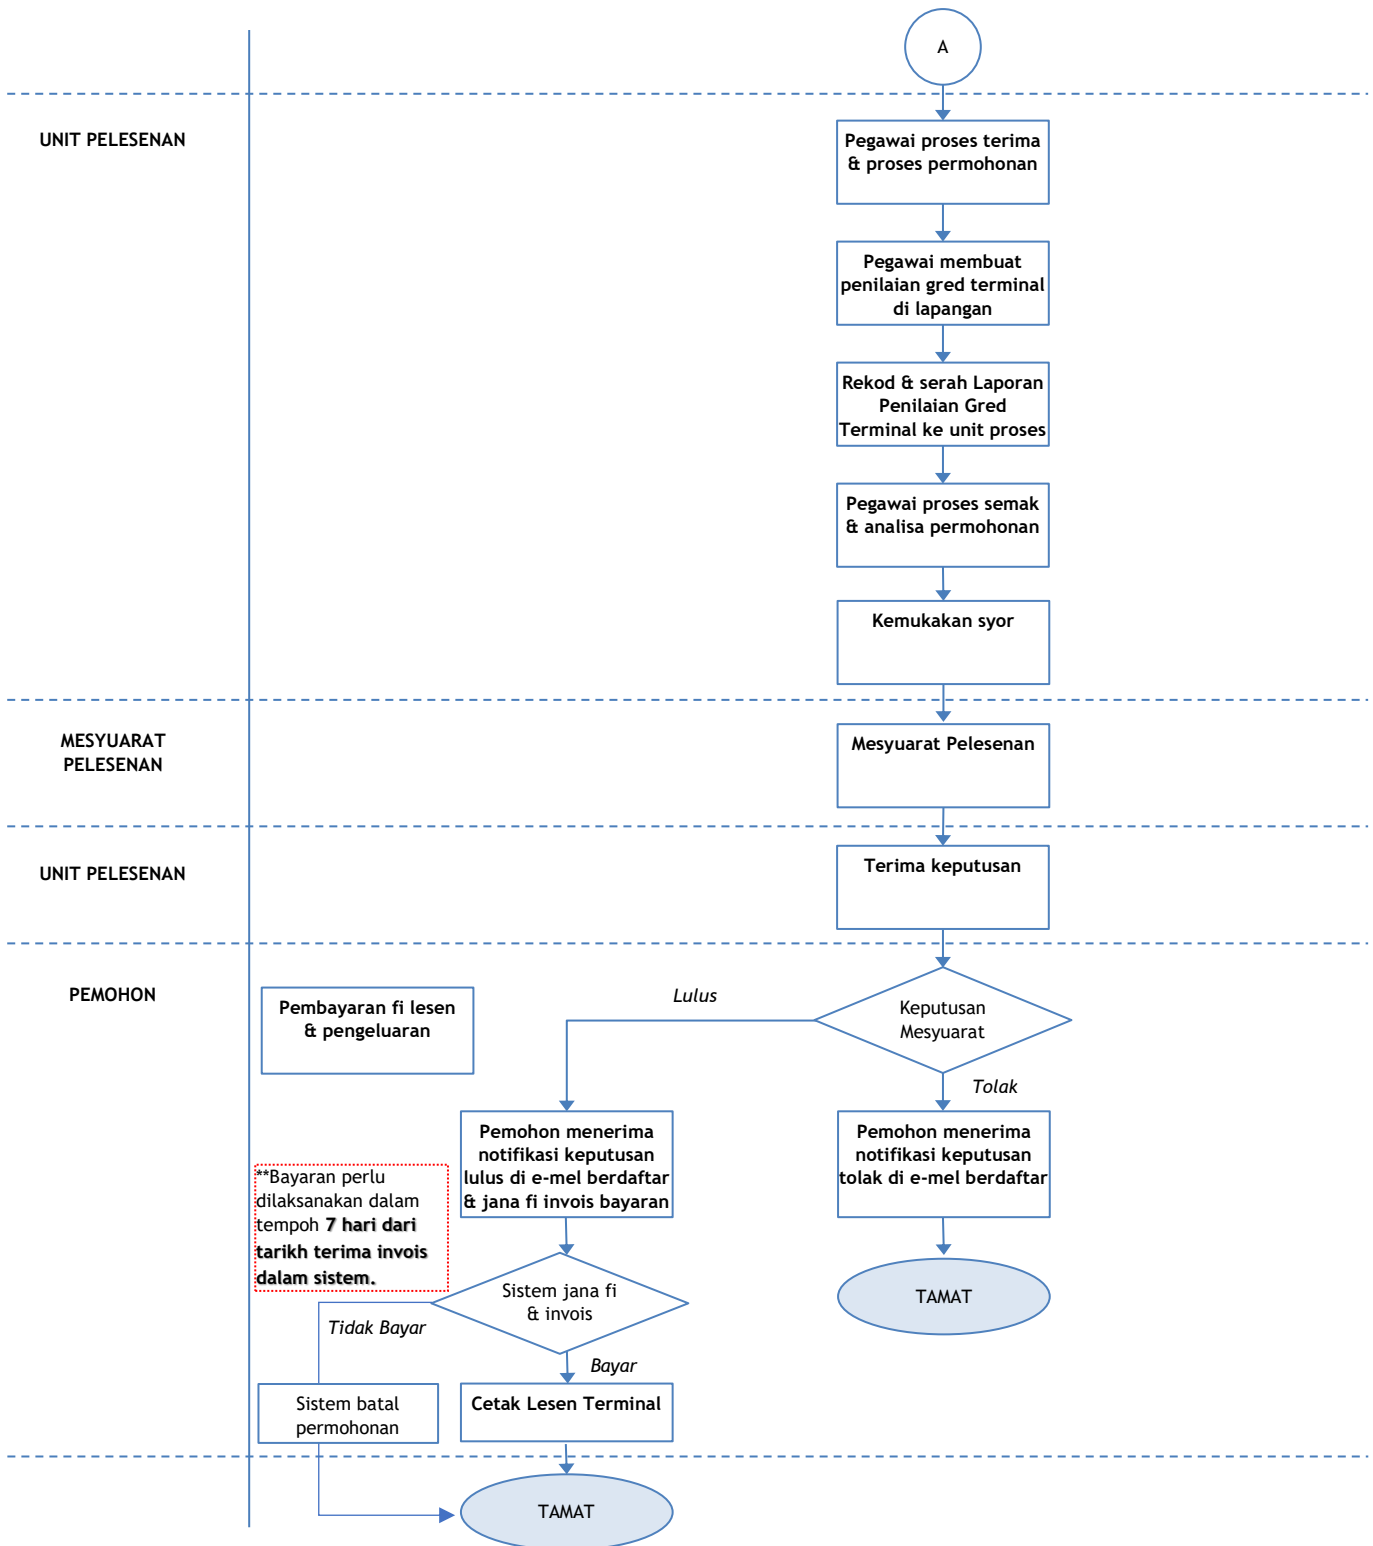 A
UNIT PELESENAN
Pegawai proses terima
& proses permohonan
Pegawai membuat
penilaian gred terminal
di lapangan
Rekod & serah Laporan
Penilaian Gred
Terminal ke unit proses
Pegawai proses semak
& analisa permohonan
Kemukakan syor
MESYUARAT
PELESENAN
Mesyuarat Pelesenan
UNIT PELESENAN
Terima keputusan
PEMOHON
Pembayaran fi lesen
& pengeluaran
Lulus
Keputusan
Mesyuarat
Tolak
Pemohon menerima
notifikasi keputusan
lulus di e-mel berdaftar
& jana fi invois bayaran
Pemohon menerima
notifikasi keputusan
tolak di e-mel berdaftar
**Bayaran perlu
dilaksanakan dalam
tempoh 7 hari dari
tarikh terima invois
dalam sistem.
Sistem jana fi
& invois
TAMAT
Tidak Bayar
Bayar
Sistem batal
permohonan
Cetak Lesen Terminal
TAMAT